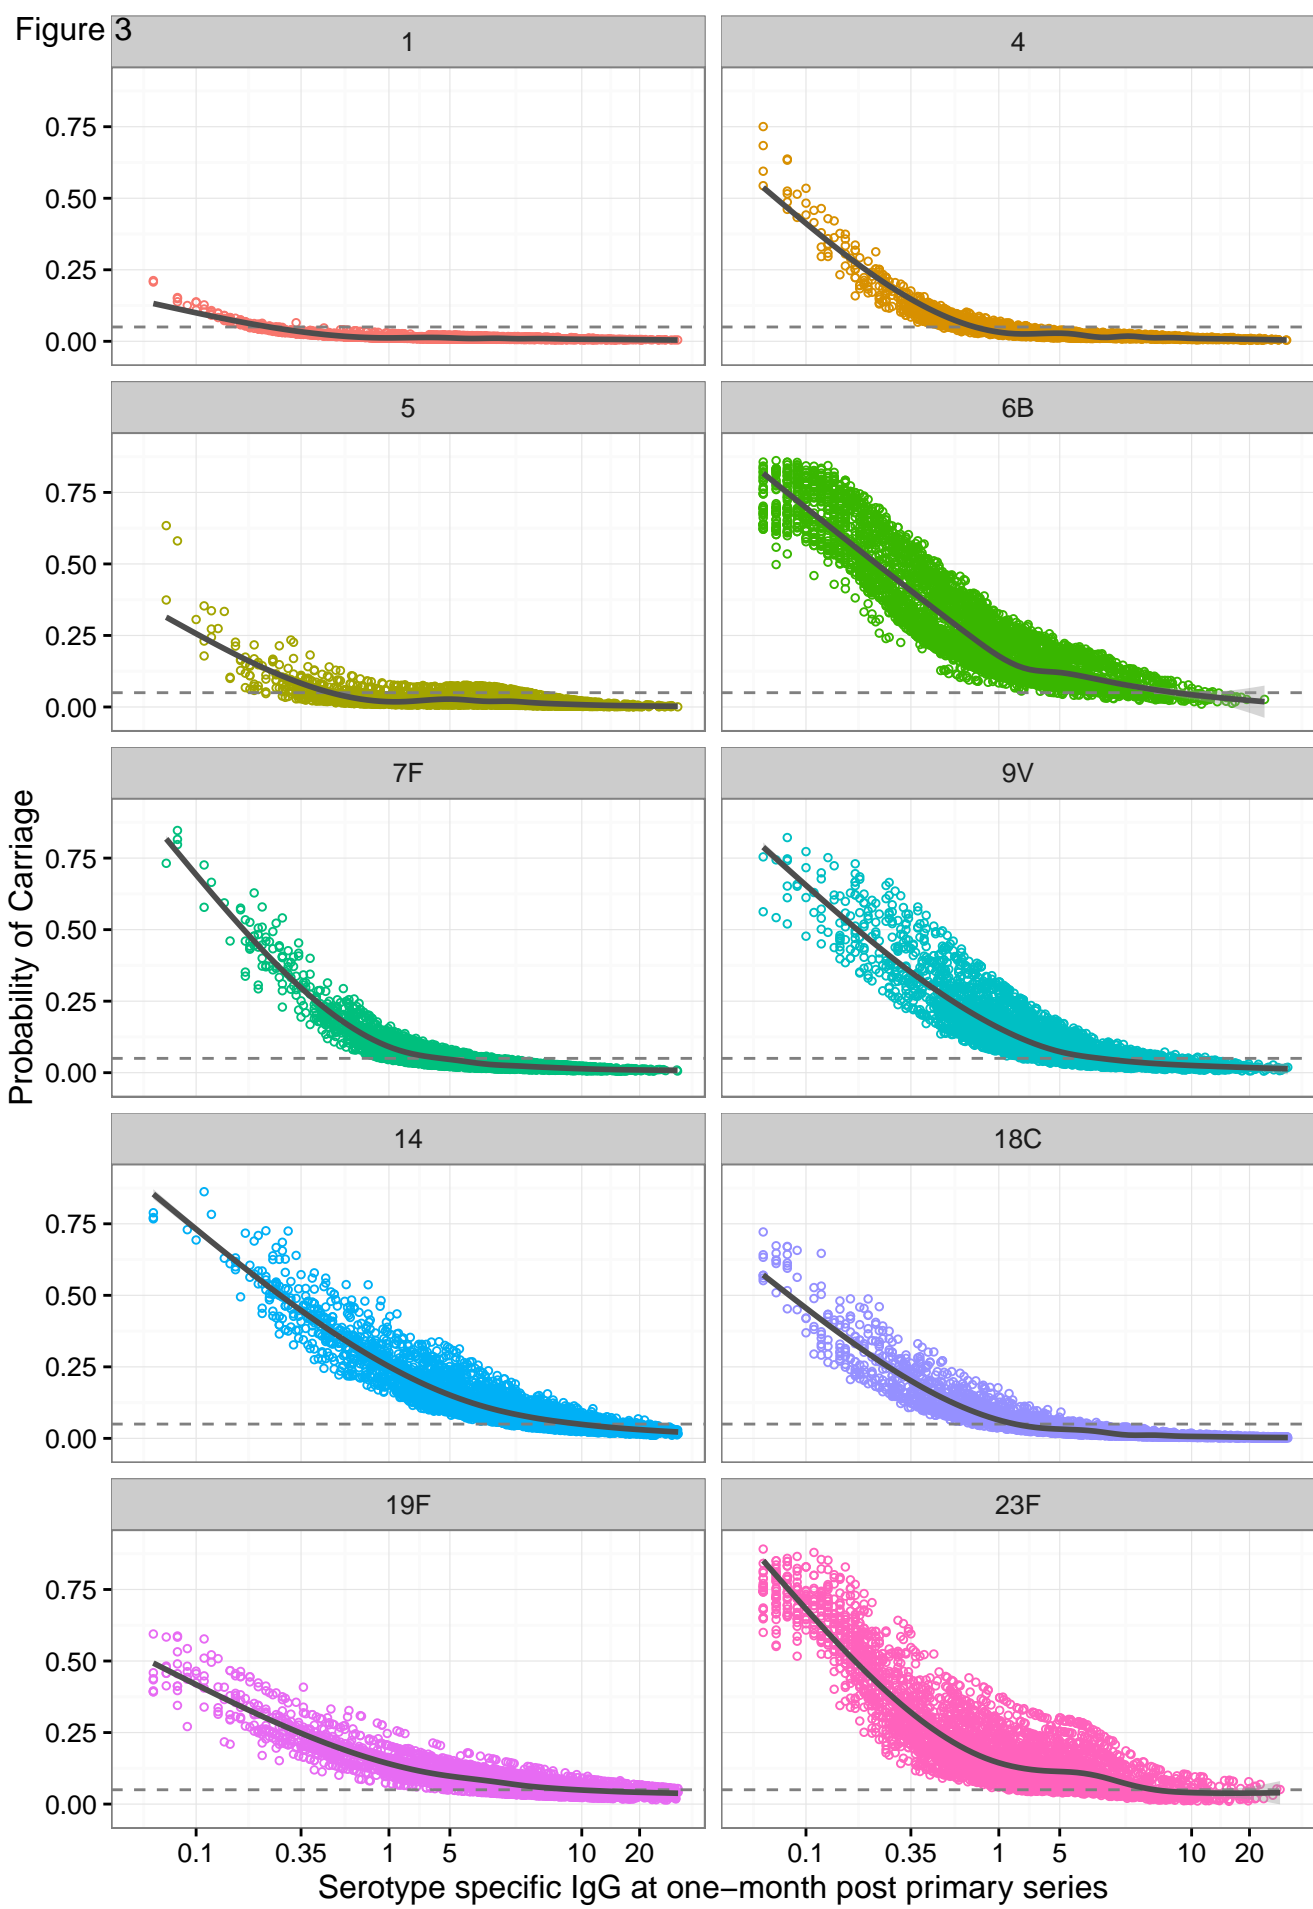 Figure 3
1
4
0.75
0.50
0.25
0.00
5
6B
0.75
0.50
0.25
0.00
7F
9V
0.75
0.50
0.25
0.00
14
18C
0.75
0.50
0.25
0.00
19F
23F
0.75
0.50
0.25
0.00
Probability of Carriage
0.1 0.35 1 5 10 20
0.1 0.35 1 5 10 20
Serotype specific IgG at one−month post primary series